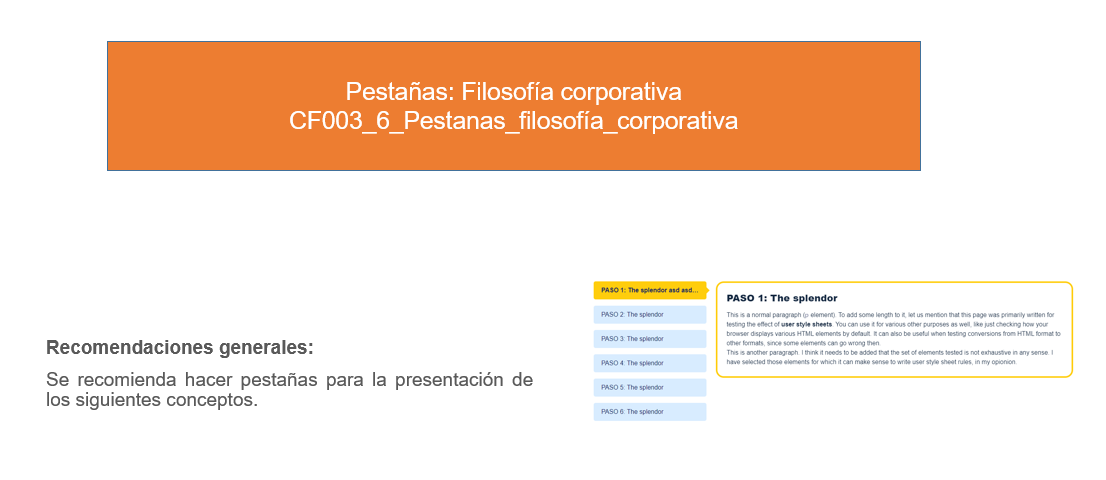 Pestañas: Filosofía corporativa
CF003_6_Pestanas_filosofía_corporativa
Recomendaciones generales:
Se recomienda hacer pestañas para la presentación de
los siguientes conceptos.
PASO 1: The splendor asd asd...
PASO 2: The splendor
PASO 3: The splendor
PASO 4: The splendor
PASO 5: The splendor
PASO 6: The splendor
PASO 1: The splendor
This is a normal paragraph (p element). To add some length to it, let us mention that this page was primarily written for
testing the effect of user style sheets. You can use it for various other purposes as well, like just checking how your
browser displays various HTML elements by default. It can also be useful when testing conversions from HTML format to
other formats, since some elements can go wrong then.
This is another paragraph. I think it needs to be added that the set of elements tested is not exhaustive in any sense. I
have selected those elements for which it can make sense to write user style sheet rules, in my opionion.